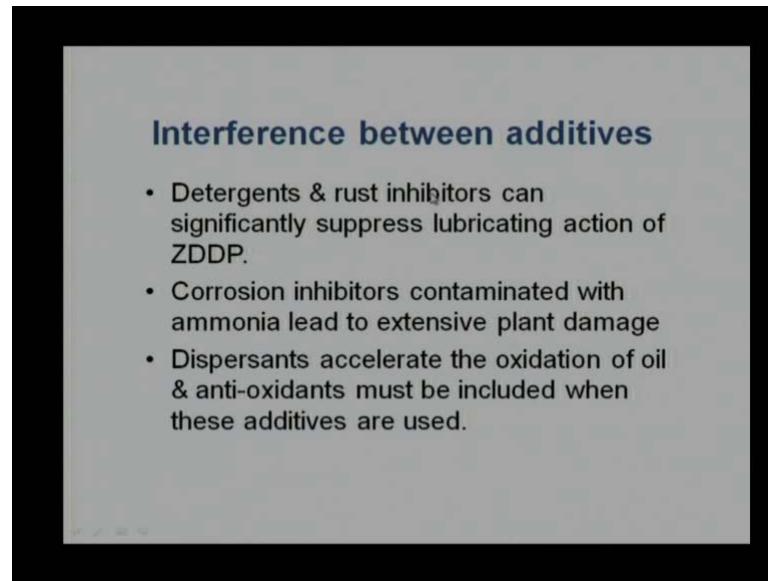 Interference between additives
• Detergents & rust inhibitors can
significantly suppress lubricating action of
ZDDP.
• Corrosion inhibitors contaminated with
ammonia lead to extensive plant damage
• Dispersants accelerate the oxidation of oil
& anti-oxidants must be included when
these additives are used.